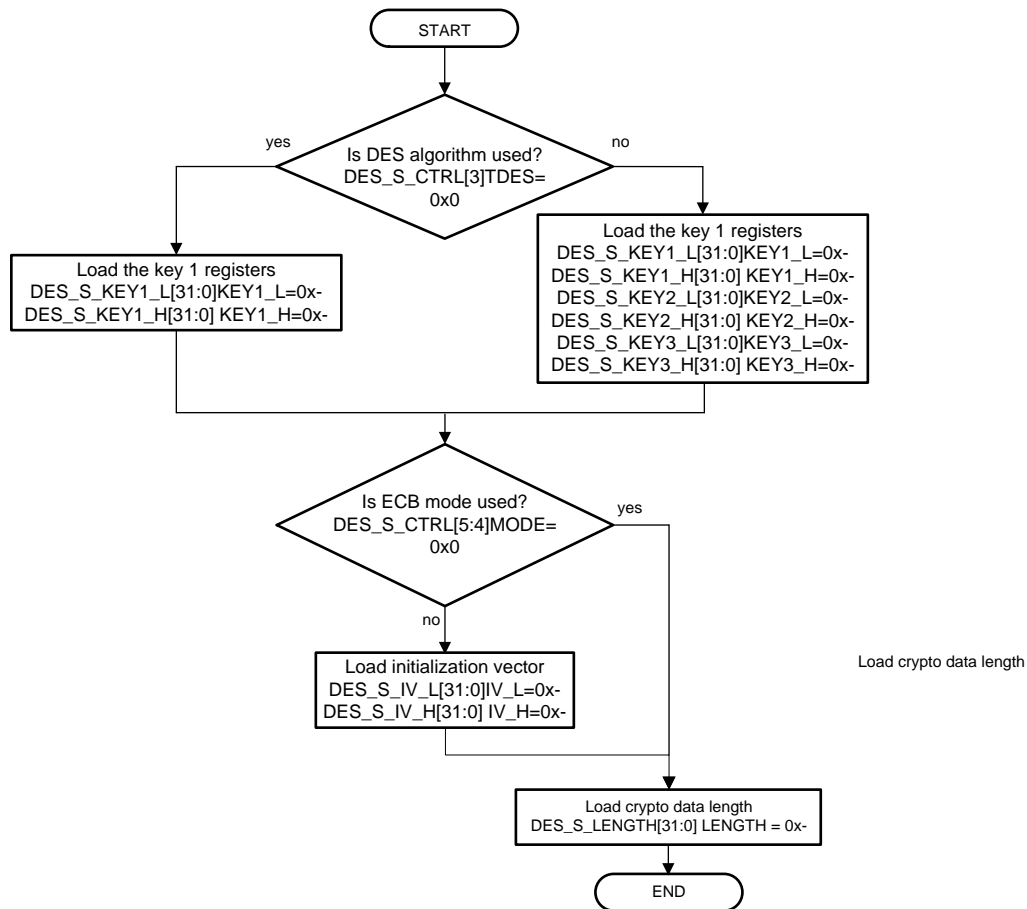 START
yes
no
Is DES algorithm used?
DES_S_CTRL[3]TDES=
0x0
Load the key 1 registers
DES_S_KEY1_L[31:0]KEY1_L=0x-
DES_S_KEY1_H[31:0] KEY1_H=0x-
Load the key 1 registers
DES_S_KEY1_L[31:0]KEY1_L=0x-
DES_S_KEY1_H[31:0] KEY1_H=0x-
DES_S_KEY2_L[31:0]KEY2_L=0x-
DES_S_KEY2_H[31:0] KEY2_H=0x-
DES_S_KEY3_L[31:0]KEY3_L=0x-
DES_S_KEY3_H[31:0] KEY3_H=0x-
Is ECB mode used?
DES_S_CTRL[5:4]MODE=
0x0
yes
no
Load initialization vector
DES_S_IV_L[31:0]IV_L=0x-
DES_S_IV_H[31:0] IV_H=0x-
Load crypto data length
Load crypto data length
DES_S_LENGTH[31:0] LENGTH = 0x-
END